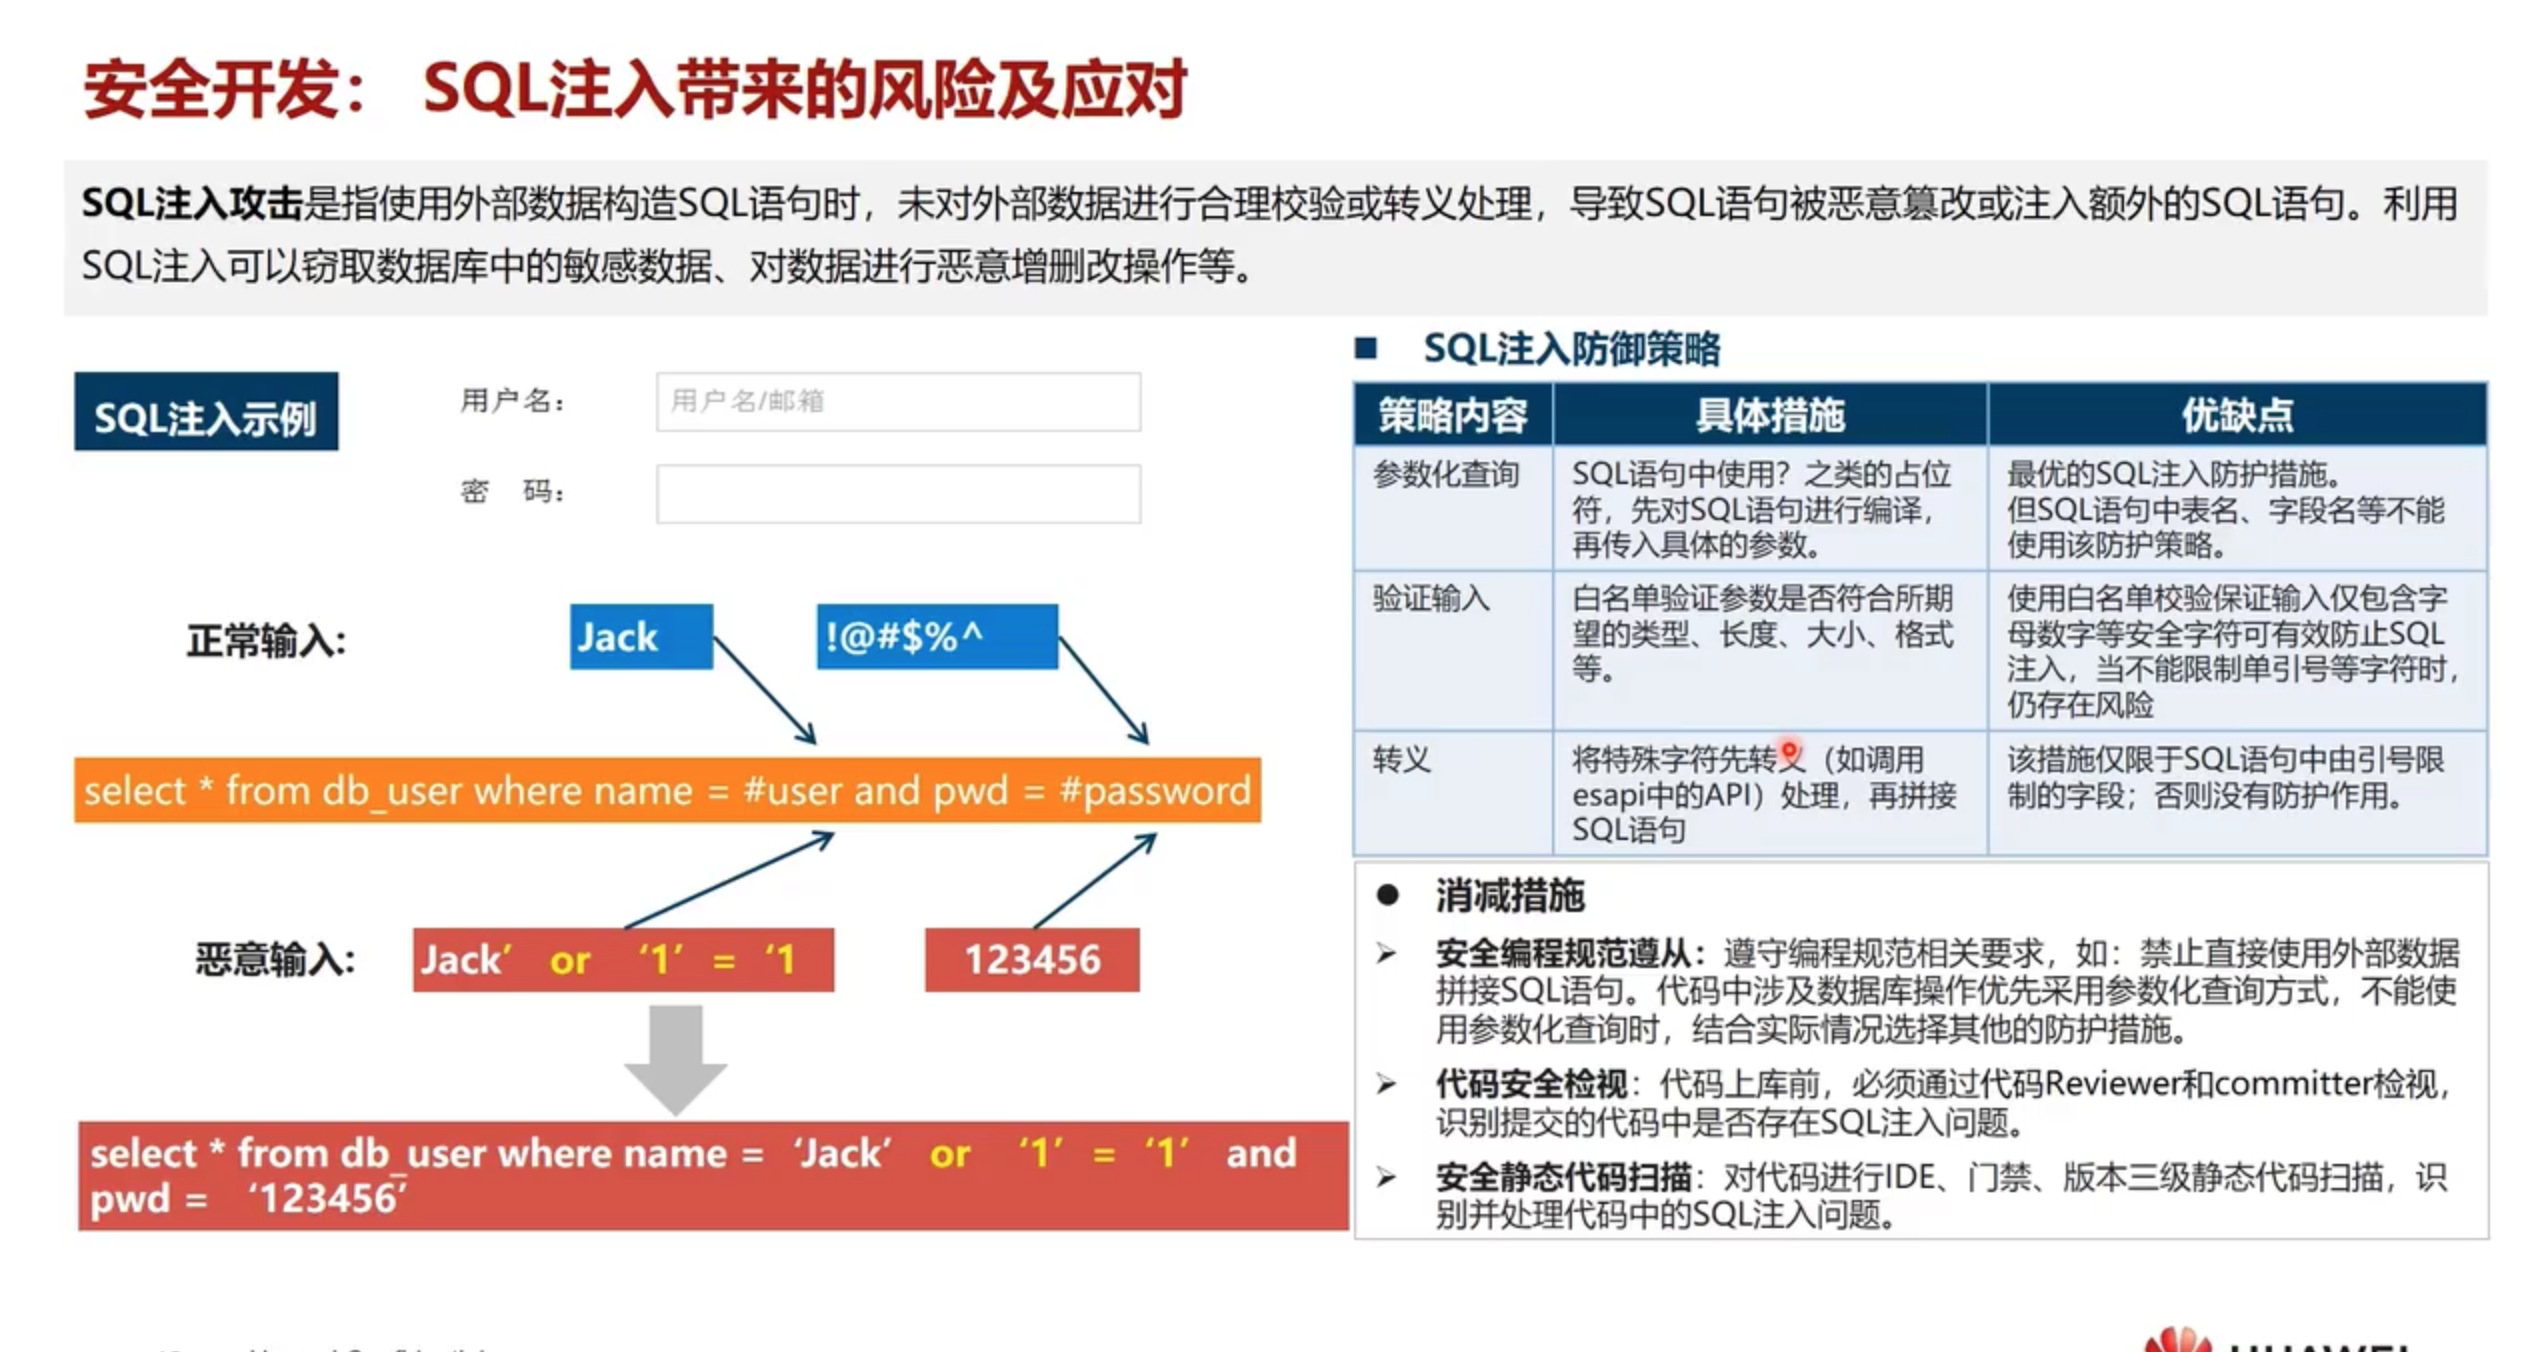 安全开发： SQL注入带来的风险及应对
SQL注入攻击是指使用外部数据构造SQL语句时，未对外部数据进行合理校验或转义处理，导致SQL语句被恶意篡改或注入额外的SQL语句。利用
SQL注入可以窃取数据库中的敏感数据、对数据进行恶意增删改操作等。
SQL注入示例
用户名：
用户名/邮箱
密 码：
正常输入:
Jack
!@#$%^
select * from db_user where name = #user and pwd = #password
恶意输入:
Jack’ or ‘1’ = ‘1
123456
select * from db_user where name = ‘Jack’ or ‘1’ = ‘1’ and
pwd = ‘123456’
■ SQL注入防御策略
策略内容 具体措施 优缺点
参数化查询
SQL语句中使用？之类的占位
符，先对SQL语句进行编译，
再传入具体的参数。
最优的SQL注入防护措施。
但SQL语句中表名、字段名等不能
使用该防护策略。
验证输入
白名单验证参数是否符合所期
望的类型、长度、大小、格式
等。
使用白名单校验保证输入仅包含字
母数字等安全字符可有效防止SQL
注入，当不能限制单引号等字符时，
仍存在风险
转义
将特殊字符先转义（如调用
esapi中的API）处理，再拼接
SQL语句
该措施仅限于SQL语句中由引号限
制的字段；否则没有防护作用。
● 消减措施
➢ 安全编程规范遵从：遵守编程规范相关要求，如：禁止直接使用外部数据
拼接SQL语句。代码中涉及数据库操作优先采用参数化查询方式，不能使
用参数化查询时，结合实际情况选择其他的防护措施。
➢ 代码安全检视：代码上库前，必须通过代码Reviewer和committer检视，
识别提交的代码中是否存在SQL注入问题。
➢ 安全静态代码扫描：对代码进行IDE、门禁、版本三级静态代码扫描，识
别并处理代码中的SQL注入问题。
HUAWEI